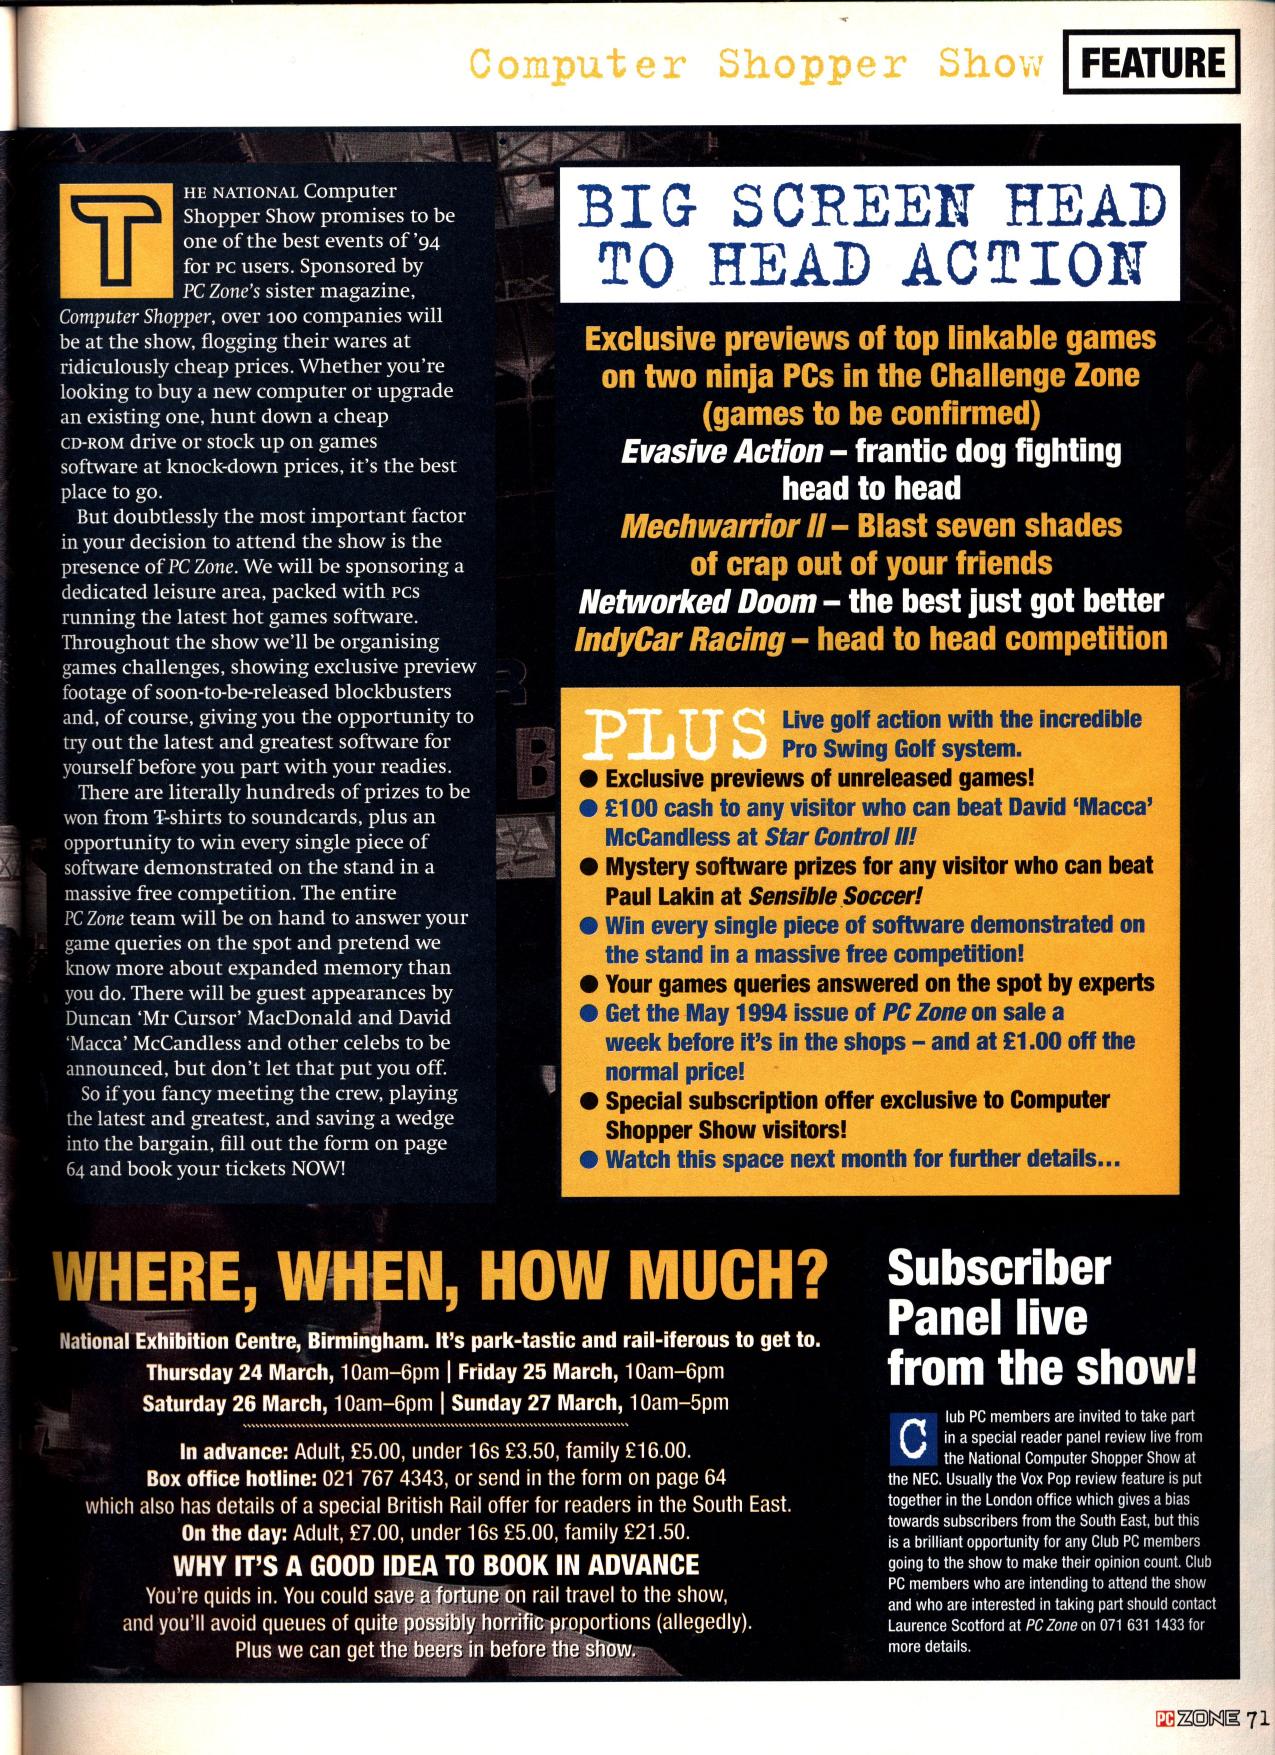 Computer Shopper Show FEATURE
THE NATIONAL Computer
Shopper Show promises to be
one of the best events of '94
for PC users. Sponsored by
PC Zone's sister magazine,
Computer Shopper, over 100 companies will
be at the show, flogging their wares at
ridiculously cheap prices. Whether you're
looking to buy a new computer or upgrade
an existing one, hunt down a cheap
CD-ROM drive or stock up on games
software at knock-down prices, it's the best
place to go.
But doubtlessly the most important factor
in your decision to attend the show is the
presence of PC Zone. We will be sponsoring a
dedicated leisure area, packed with PCs
running the latest hot games software.
Throughout the show we'll be organising
games challenges, showing exclusive preview
footage of soon-to-be-released blockbusters
and, of course, giving you the opportunity to
try out the latest and greatest software for
yourself before you part with your readies.
There are literally hundreds of prizes to be
won from T-shirts to soundcards, plus an
opportunity to win every single piece of
software demonstrated on the stand in a
massive free competition. The entire
PC Zone team will be on hand to answer your
game queries on the spot and pretend we
know more about expanded memory than
you do. There will be guest appearances by
Duncan 'Mr Cursor' MacDonald and David
'Macca' McCandless and other celebs to be
announced, but don't let that put you off.
So if you fancy meeting the crew, playing
the latest and greatest, and saving a wedge
into the bargain, fill out the form on page
64 and book your tickets NOW!
BIG SCREEN HEAD
TO HEAD ACTION
Exclusive previews of top linkable games
on two ninja PCs in the Challenge Zone
(games to be confirmed)
Evasive Action – frantic dog fighting
head to head
Mechwarrior II – Blast seven shades
of crap out of your friends
Networked Doom – the best just got better
IndyCar Racing – head to head competition
PLUS Live golf action with the incredible
Pro Swing Golf system.
● Exclusive previews of unreleased games!
● £100 cash to any visitor who can beat David 'Macca'
McCandless at Star Control II!
● Mystery software prizes for any visitor who can beat
Paul Lakin at Sensible Soccer!
● Win every single piece of software demonstrated on
the stand in a massive free competition!
● Your games queries answered on the spot by experts
● Get the May 1994 issue of PC Zone on sale a
week before it's in the shops – and at £1.00 off the
normal price!
● Special subscription offer exclusive to Computer
Shopper Show visitors!
● Watch this space next month for further details...
WHERE, WHEN, HOW MUCH?
National Exhibition Centre, Birmingham. It's park-tastic and rail-iferous to get to.
Thursday 24 March, 10am–6pm | Friday 25 March, 10am–6pm
Saturday 26 March, 10am–6pm | Sunday 27 March, 10am–5pm
In advance: Adult, £5.00, under 16s £3.50, family £16.00.
Box office hotline: 021 767 4343, or send in the form on page 64
which also has details of a special British Rail offer for readers in the South East.
On the day: Adult, £7.00, under 16s £5.00, family £21.50.
WHY IT'S A GOOD IDEA TO BOOK IN ADVANCE
You're quids in. You could save a fortune on rail travel to the show,
and you'll avoid queues of quite possibly horrific proportions (allegedly).
Plus we can get the beers in before the show.
Subscriber
Panel live
from the show!
Club PC members are invited to take part
in a special reader panel review live from
the National Computer Shopper Show at
the NEC. Usually the Vox Pop review feature is put
together in the London office which gives a bias
towards subscribers from the South East, but this
is a brilliant opportunity for any Club PC members
going to the show to make their opinion count. Club
PC members who are intending to attend the show
and who are interested in taking part should contact
Laurence Scotford at PC Zone on 071 631 1433 for
more details.
PC ZONE 71